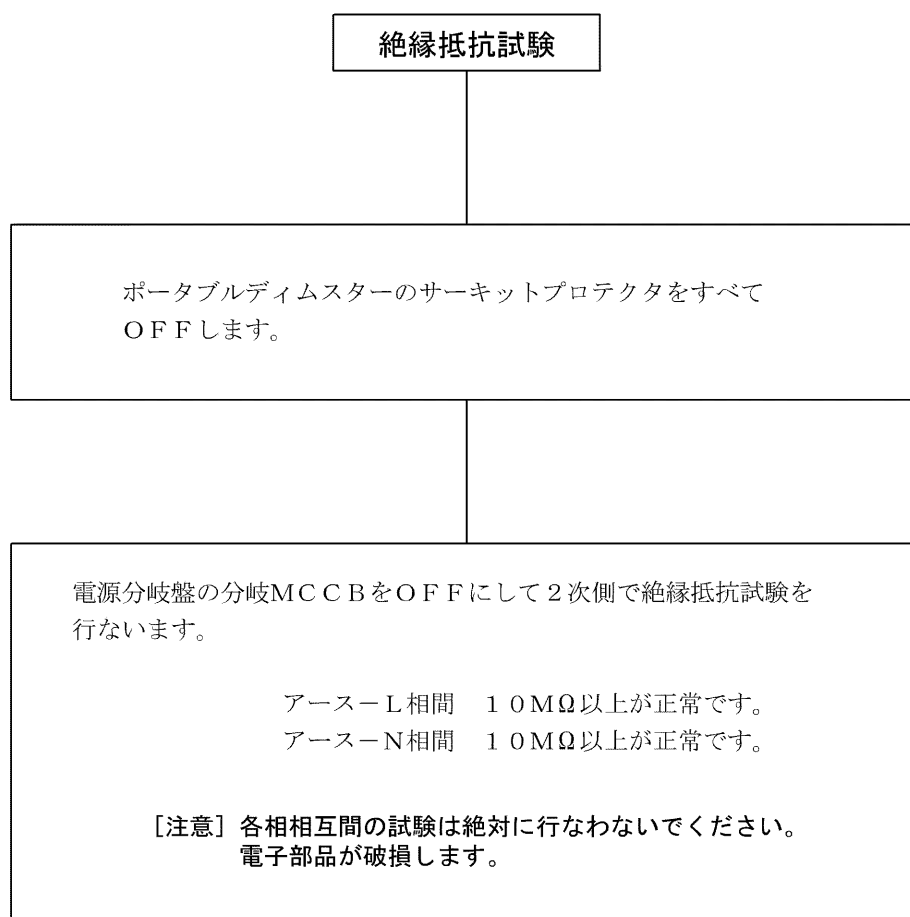 絶縁抵抗試験
ポータブルディムスターのサーキットプロテクタをすべて
ＯＦＦします。
電源分岐盤の分岐ＭＣＣＢをＯＦＦにして２次側で絶縁抵抗試験を
行ないます。
アース－Ｌ相間　１０ＭΩ以上が正常です。
アース－Ｎ相間　１０ＭΩ以上が正常です。
［注意］各相相互間の試験は絶対に行なわないでください。
電子部品が破損します。